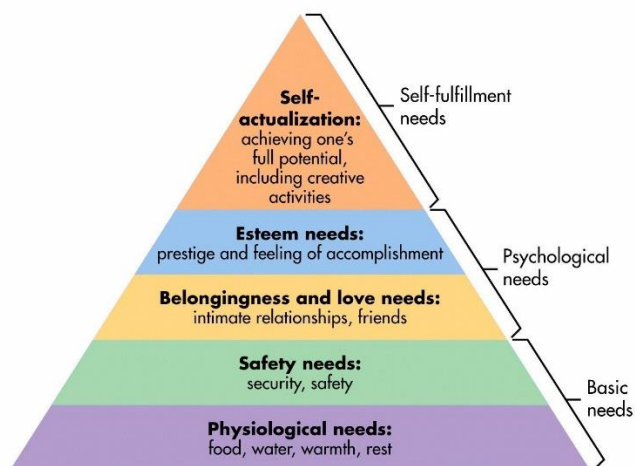 Self-
actualization:
achieving one's
full potential,
including creative
activities
Self-fulfillment
needs
Esteem needs:
prestige and feeling of accomplishment
Psychological
needs
Belongingness and love needs:
intimate relationships, friends
Safety needs:
security, safety
Basic
needs
Physiological needs:
food, water, warmth, rest